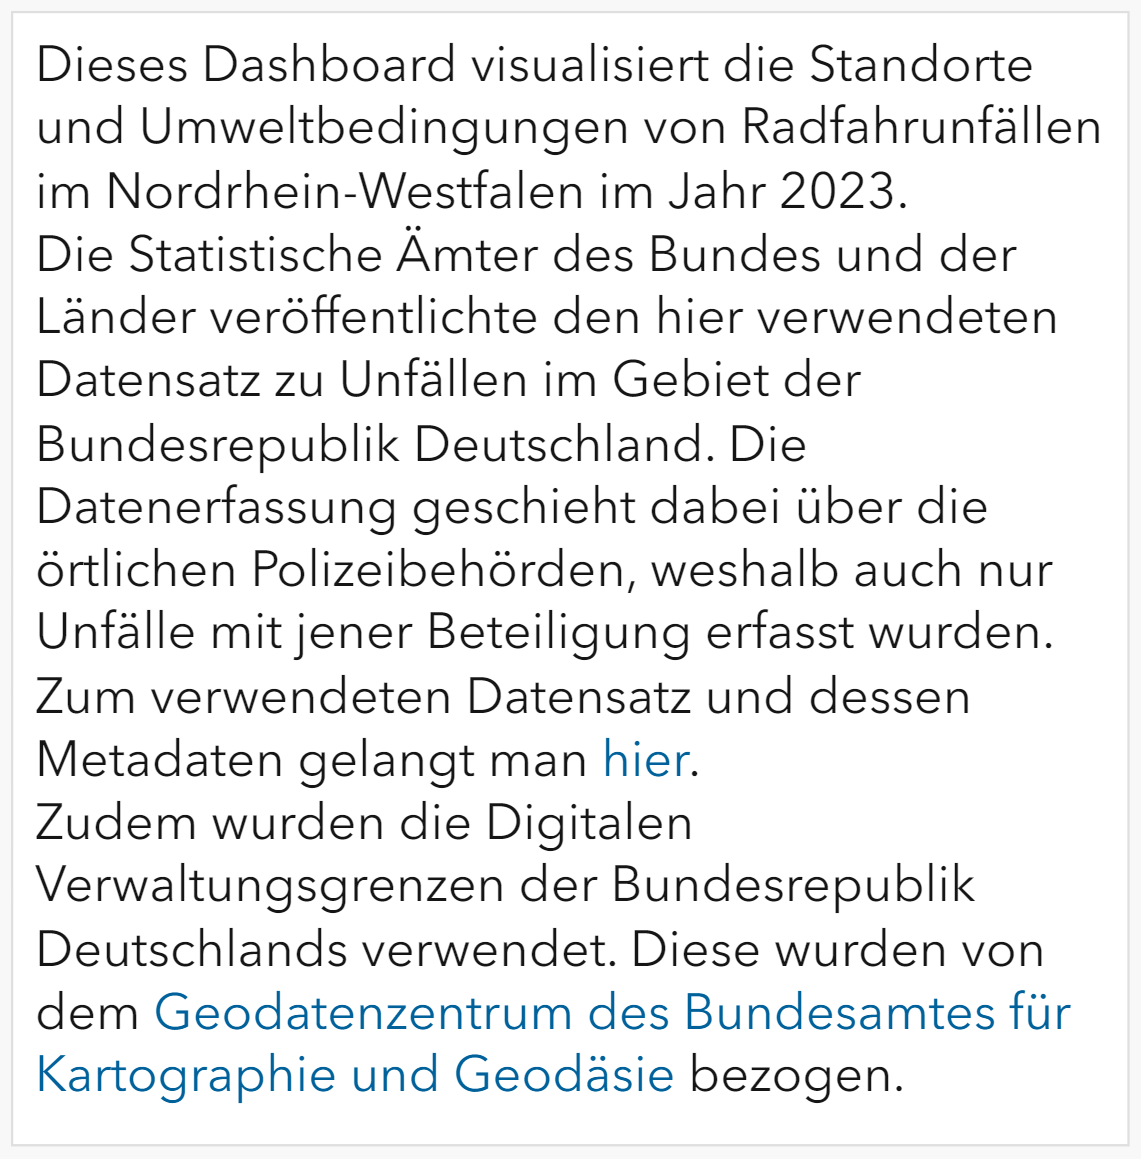 Dieses Dashboard visualisiert die Standorte
und Umweltbedingungen von Radfahrunfällen
im Nordrhein-Westfalen im Jahr 2023.
Die Statistische Ämter des Bundes und der
Länder veröffentlichte den hier verwendeten
Datensatz zu Unfällen im Gebiet der
Bundesrepublik Deutschland. Die
Datenerfassung geschieht dabei über die
örtlichen Polizeibehörden, weshalb auch nur
Unfälle mit jener Beteiligung erfasst wurden.
Zum verwendeten Datensatz und dessen
Metadaten gelangt man hier.
Zudem wurden die Digitalen
Verwaltungsgrenzen der Bundesrepublik
Deutschlands verwendet. Diese wurden von
dem Geodatenzentrum des Bundesamtes für
Kartographie und Geodäsie bezogen.